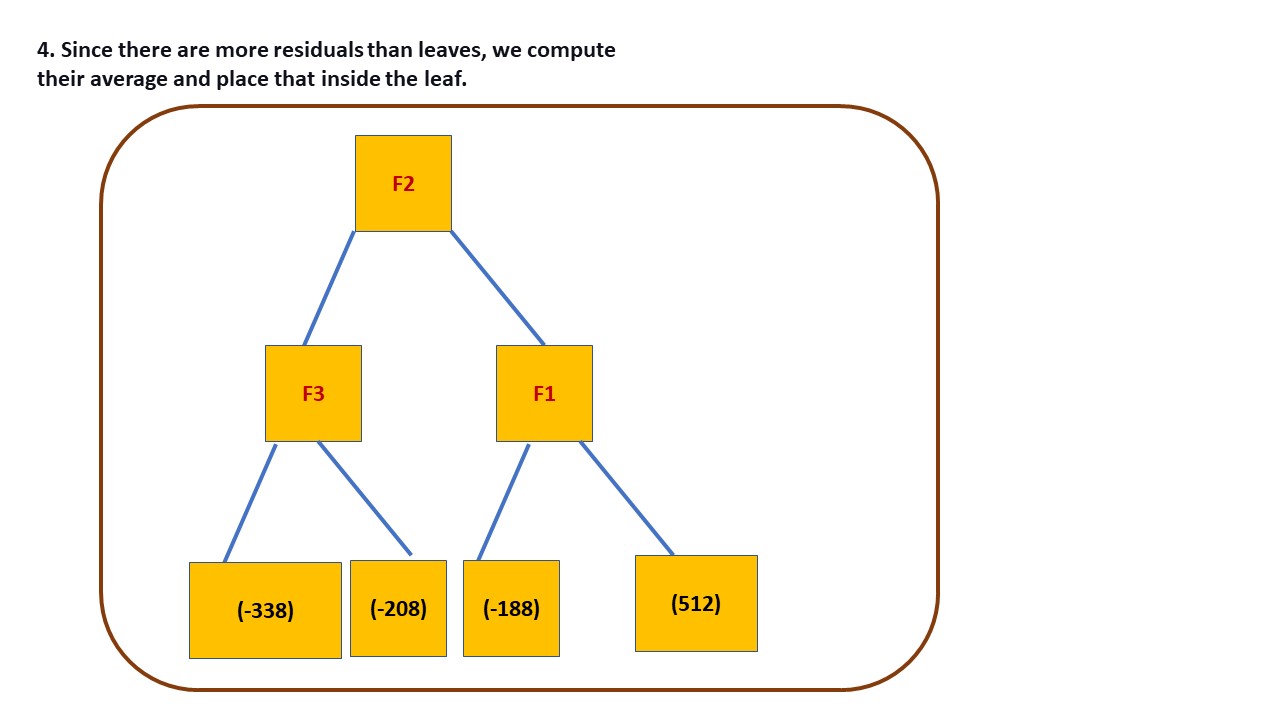 4. Since there are more residuals than leaves, we compute
their average and place that inside the leaf.
F2
F3
F1
(-338)
(-208)
(-188)
(512)